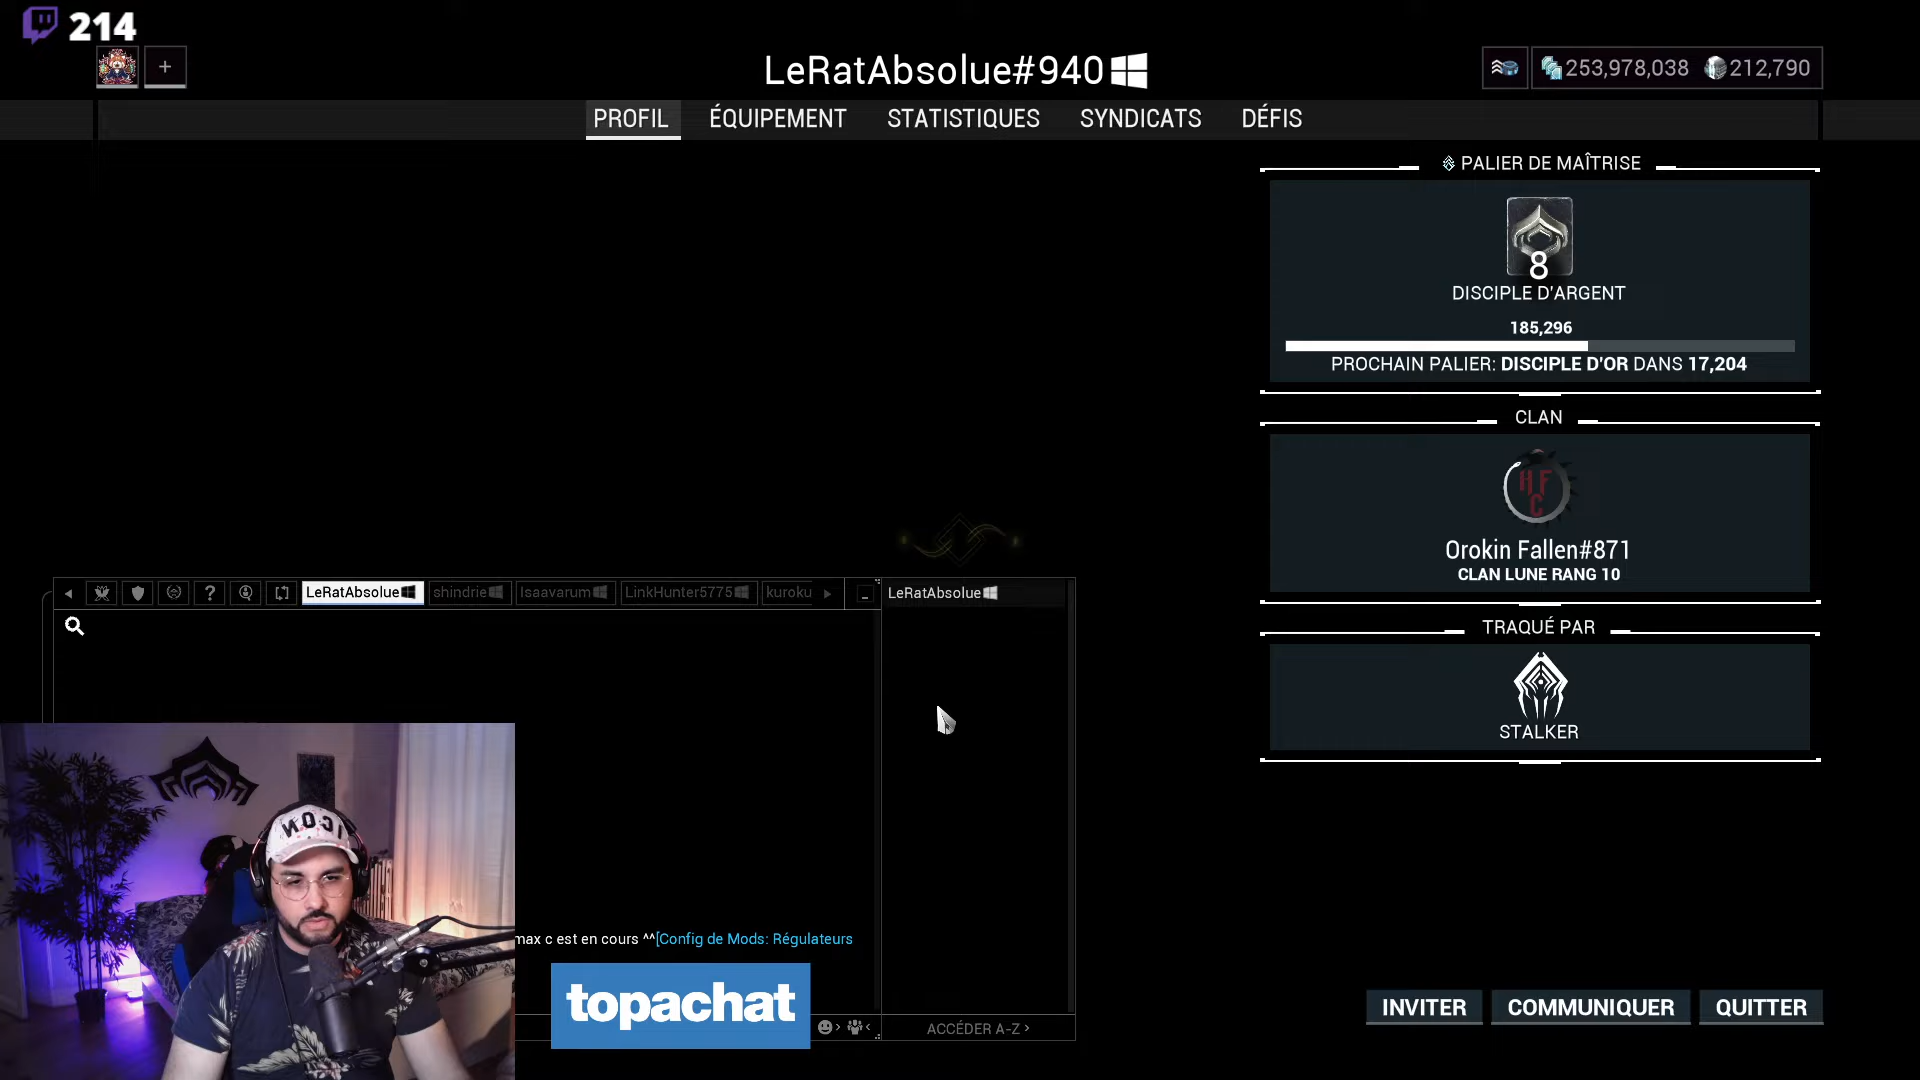 214
+
LeRatAbsolue#940
253,978,038 212,790
PROFIL ÉQUIPEMENT STATISTIQUES SYNDICATS DÉFIS
PALIER DE MAÎTRISE
8
DISCIPLE D'ARGENT
185,296
PROCHAIN PALIER: DISCIPLE D'OR DANS 17,204
CLAN
HFC
Orokin Fallen#871
CLAN LUNE RANG 10
TRAQUÉ PAR
STALKER
? LeRatAbsolue shindrie Isaavarum LinkHunter5775 kuroku
LeRatAbsolue
ICON
max c est en cours ^^[Config de Mods: Régulateurs
topachat
ACCÉDER A-Z >
INVITER COMMUNIQUER QUITTER